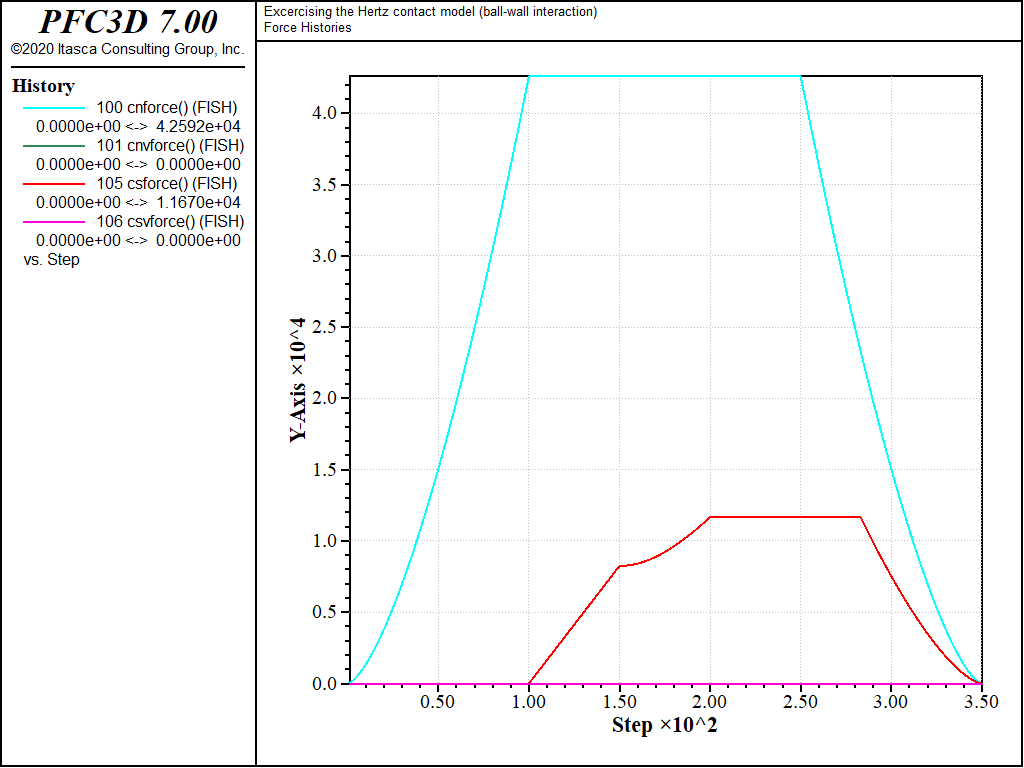 PFC3D 7.00
©2020 Itasca Consulting Group, Inc.
History
100 cnforce() (FISH)
0.0000e+00 <-> 4.2592e+04
101 cnvforce() (FISH)
0.0000e+00 <-> 0.0000e+00
105 csforce() (FISH)
0.0000e+00 <-> 1.1670e+04
106 csvforce() (FISH)
0.0000e+00 <-> 0.0000e+00
vs. Step
Excercising the Hertz contact model (ball-wall interaction)
Force Histories
Y-Axis ×10^4
4.0
3.5
3.0
2.5
2.0
1.5
1.0
0.5
0.0
0.50 1.00 1.50 2.00 2.50 3.00 3.50
Step ×10^2